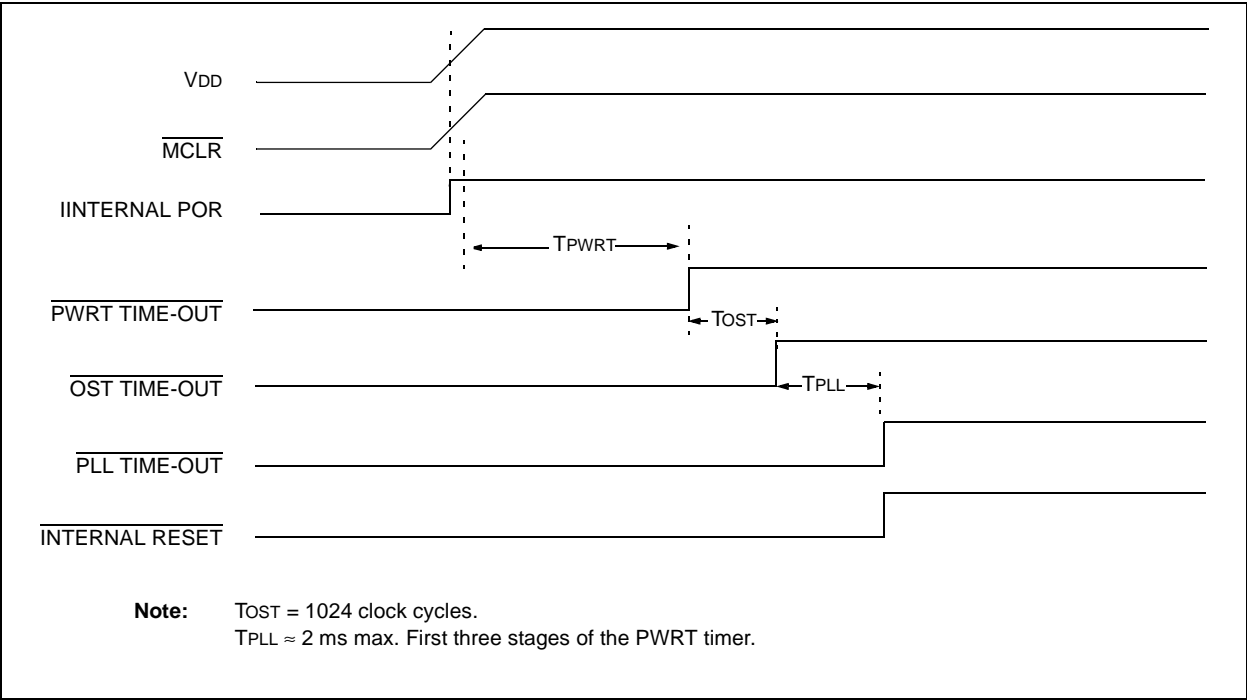 VDD
MCLR
IINTERNAL POR
TPWRT
PWRT TIME-OUT
TOST
OST TIME-OUT
TPLL
PLL TIME-OUT
INTERNAL RESET
Note: TOST = 1024 clock cycles.
TPLL ≈ 2 ms max. First three stages of the PWRT timer.